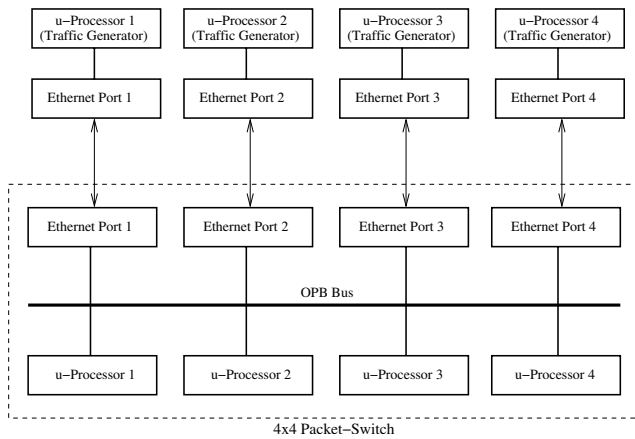 u−Processor 1
(Traffic Generator)
u−Processor 2
(Traffic Generator)
u−Processor 3
(Traffic Generator)
u−Processor 4
(Traffic Generator)
Ethernet Port 1
Ethernet Port 2
Ethernet Port 3
Ethernet Port 4
Ethernet Port 1
Ethernet Port 2
Ethernet Port 3
Ethernet Port 4
OPB Bus
u−Processor 1
u−Processor 2
u−Processor 3
u−Processor 4
4x4 Packet−Switch